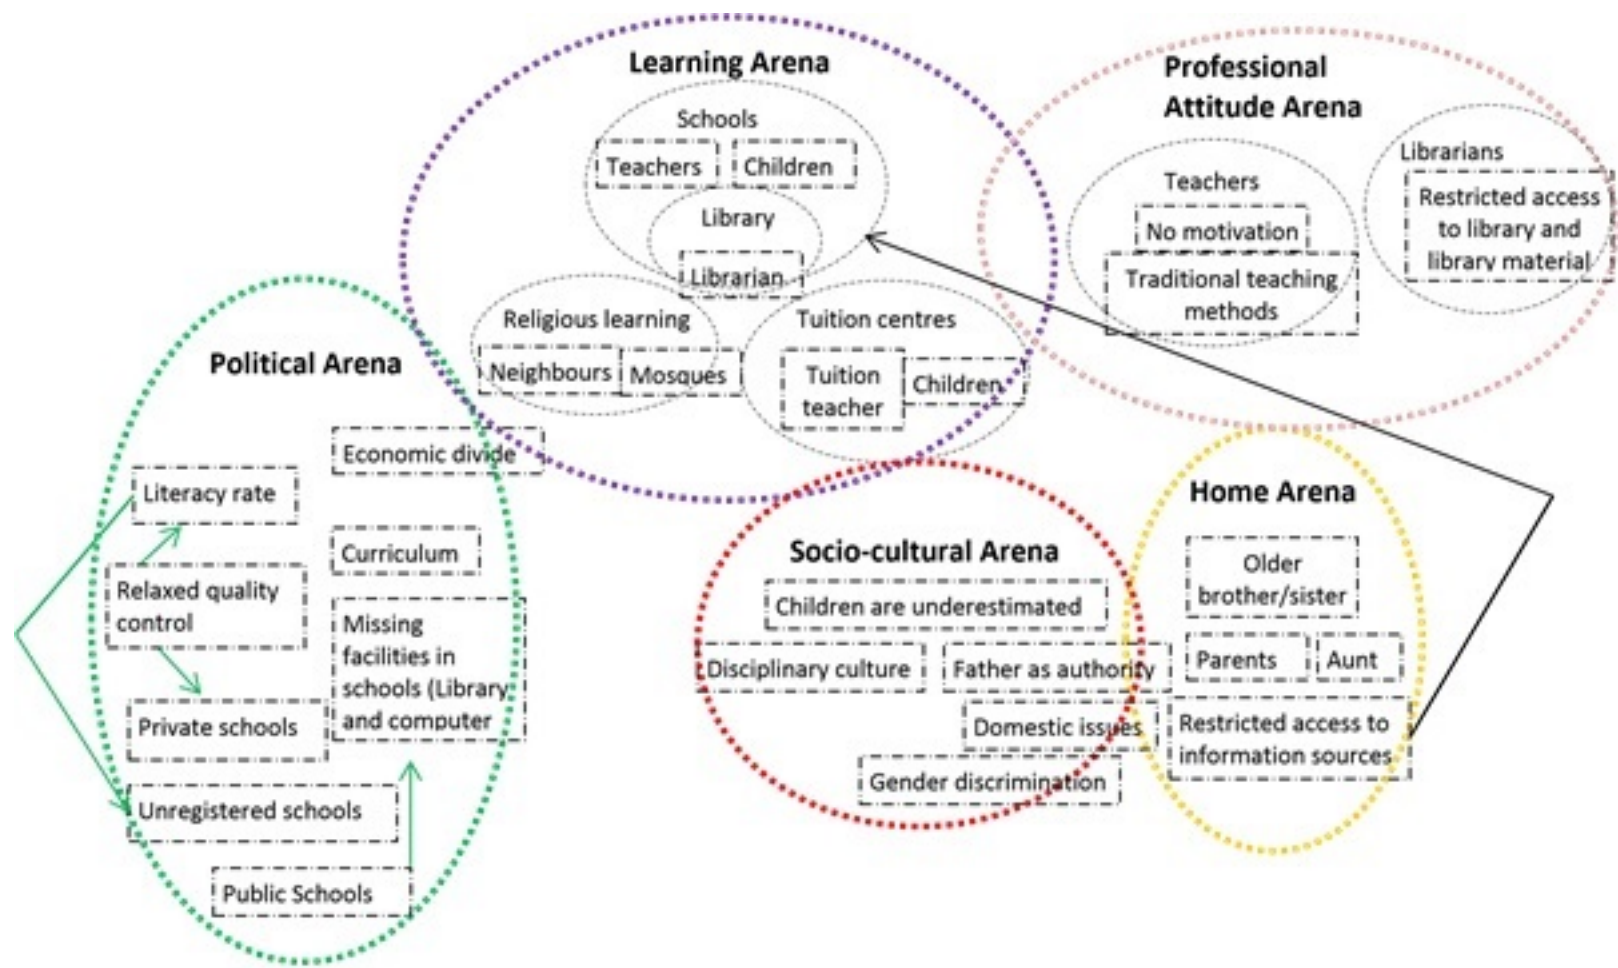 Learning Arena
Schools
Teachers
Children
Library
Librarian
Religious learning
Neighbours
Mosques
Tuition centres
Tuition
teacher
Children
Professional
Attitude Arena
Teachers
No motivation
Traditional teaching
methods
Librarians
Restricted access
to library and
library material
Political Arena
Economic divide
Literacy rate
Curriculum
Relaxed quality
control
Missing
facilities in
schools (Library
and computer
Private schools
Unregistered schools
Public Schools
Socio-cultural Arena
Children are underestimated
Disciplinary culture
Father as authority
Domestic issues
Gender discrimination
Home Arena
Older
brother/sister
Parents
Aunt
Restricted access to
information sources